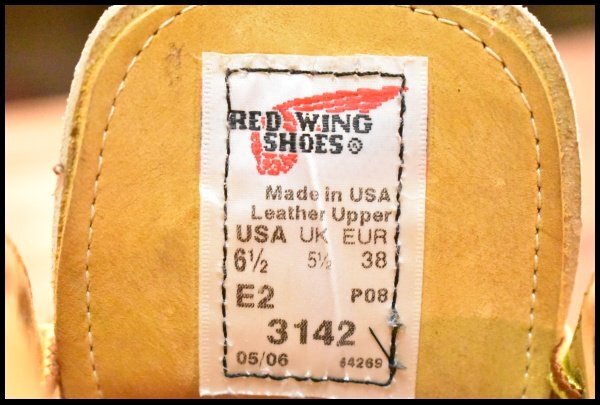 RED WING
SHOES®
Made in USA
Leather Upper
USA UK EUR
6½ 5½ 38
E2 P08
3142
05/06 64269